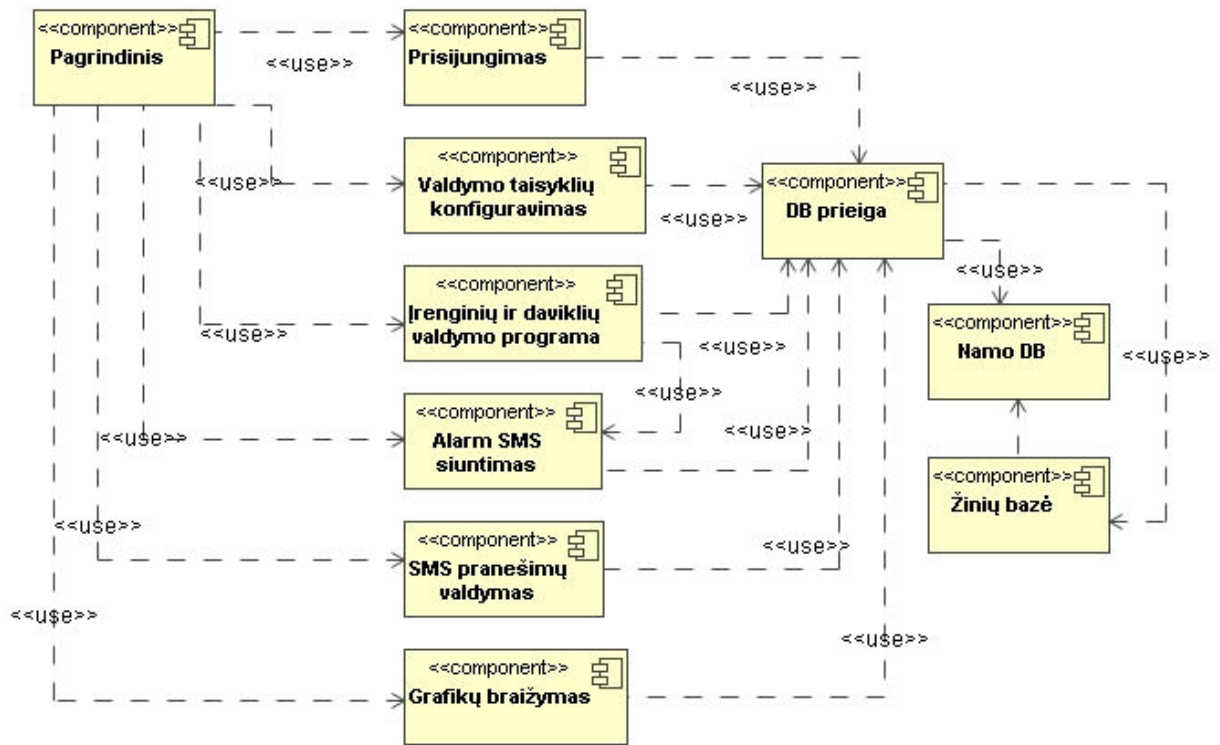 <<component>>
Pagrindinis
<<use>>
<<component>>
Prisijungimas
<<use>>
<<use>>
<<component>>
Valdymo taisyklių
konfiguravimas
<<use>>
<<component>>
DB prieiga
<<use>>
<<use>>
<<component>>
Įrenginių ir daviklių
valdymo programa
<<use>>
<<use>>
<<component>>
Namo DB
<<use>>
<<use>>
<<component>>
Alarm SMS
siuntimas
<<use>>
<<use>>
<<component>>
Žinių bazė
<<use>>
<<component>>
SMS pranešimų
valdymas
<<use>>
<<use>>
<<component>>
Grafikų braižymas
<<use>>